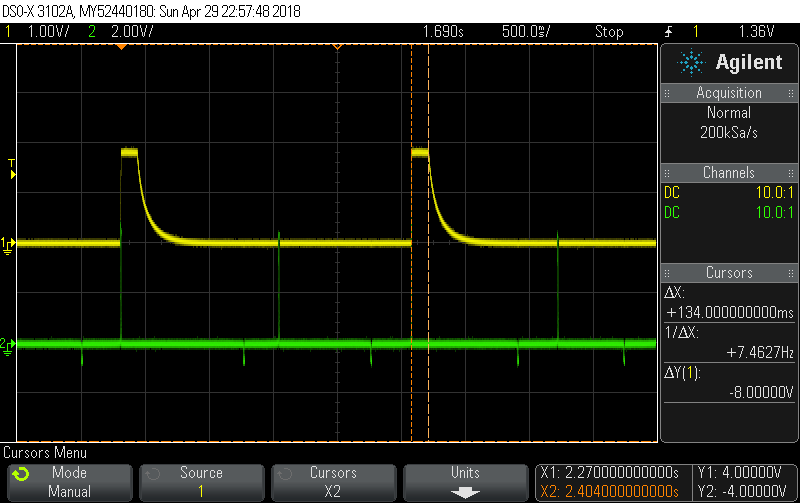 DSO-X 3102A, MY52440180: Sun Apr 29 22:57:48 2018
1 1.00V/ 2 2.00V/ 1.690s 500.0ms/ Stop 1 1.36V
Agilent
Acquisition
Normal
200kSa/s
Channels
DC 10.0:1
DC 10.0:1
Cursors
ΔX:
+134.000000000ms
1/ΔX:
+7.4627Hz
ΔY(1):
-8.00000V
T
1
2
Cursors Menu
Mode
Manual
Source
1
Cursors
X2
Units
X1: 2.270000000000s
X2: 2.404000000000s
Y1: 4.00000V
Y2: -4.00000V